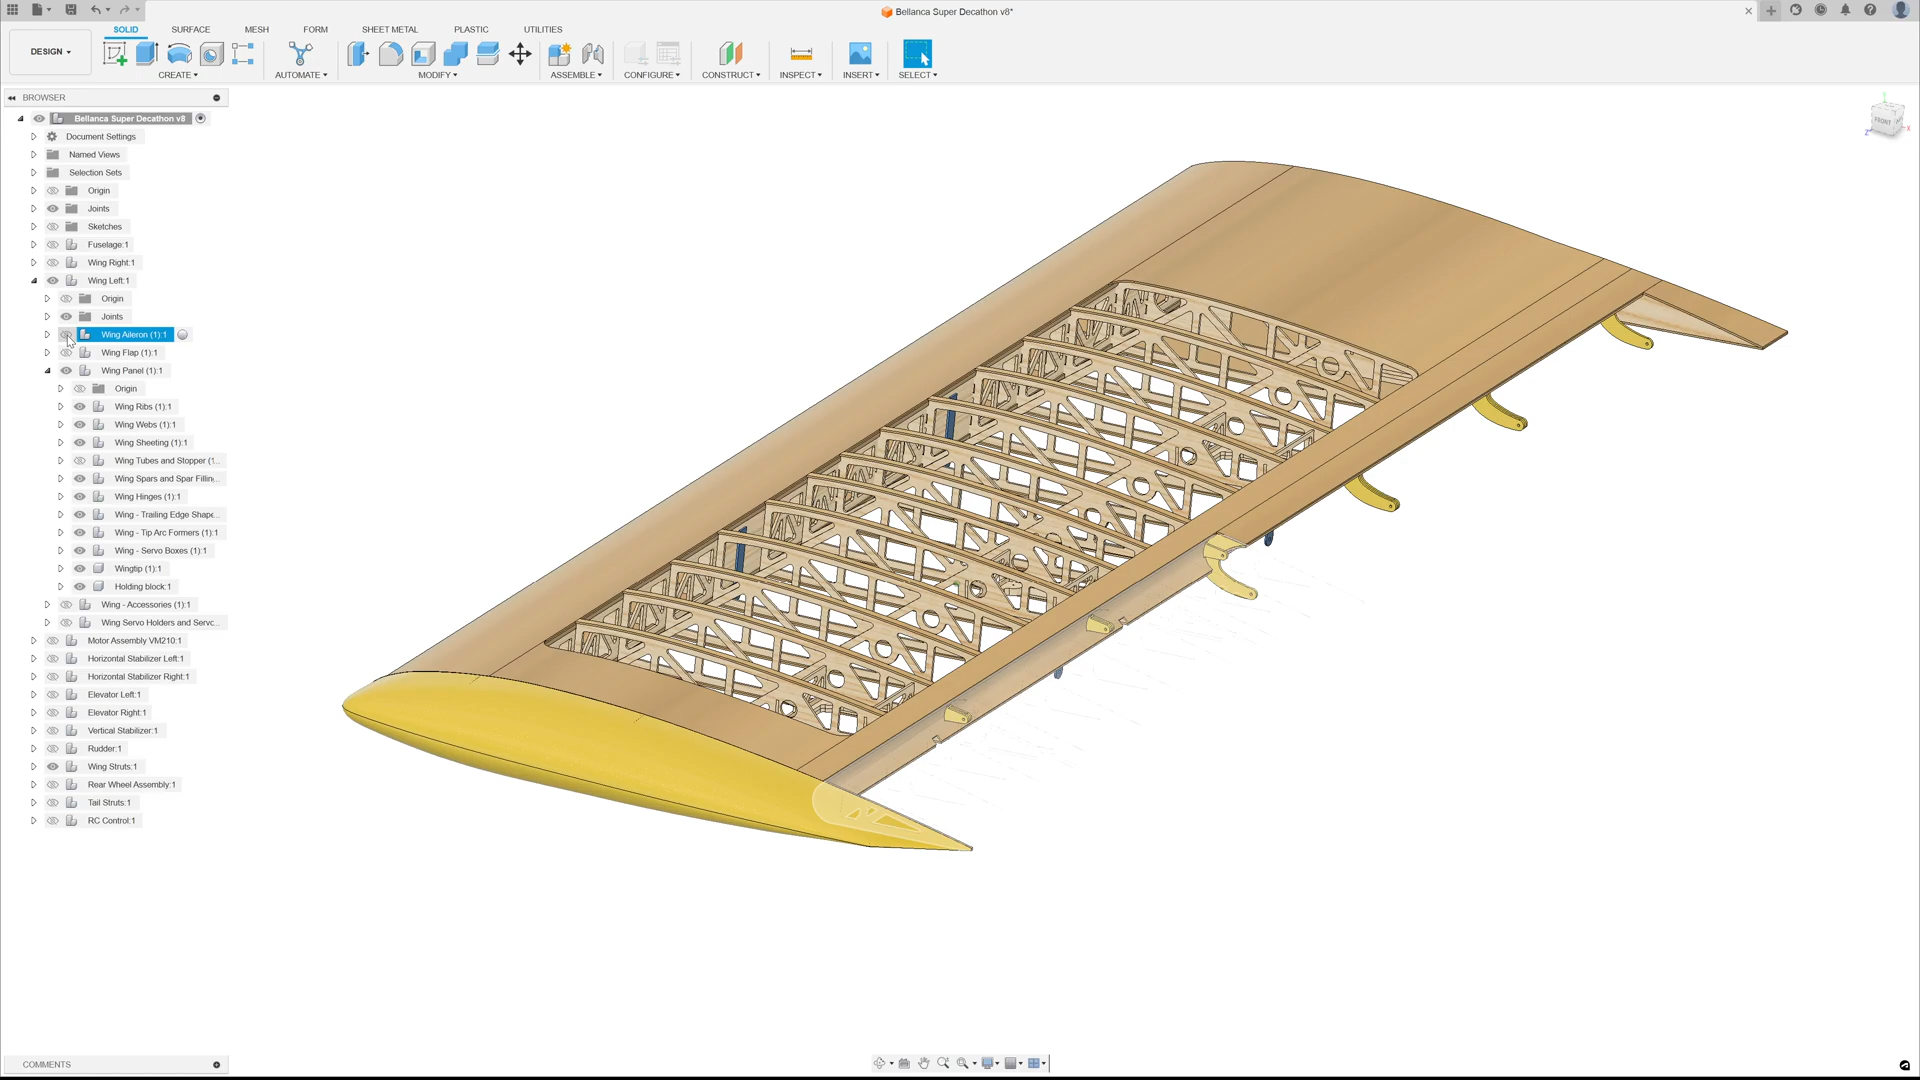 Bellanca Super Decathon v8*
SOLID SURFACE MESH FORM SHEET METAL PLASTIC UTILITIES
DESIGN
CREATE AUTOMATE MODIFY ASSEMBLE CONFIGURE CONSTRUCT INSPECT INSERT SELECT
BROWSER
Bellanca Super Decathon v8
Document Settings
Named Views
Selection Sets
Origin
Joints
Sketches
Fuselage:1
Wing Right:1
Wing Left:1
Origin
Joints
Wing Aileron (1):1
Wing Flap (1):1
Wing Panel (1):1
Origin
Wing Ribs (1):1
Wing Webs (1):1
Wing Sheeting (1):1
Wing Tubes and Stopper (1...
Wing Spars and Spar Filling...
Wing Hinges (1):1
Wing - Trailing Edge Shape...
Wing - Tip Arc Formers (1):1
Wing - Servo Boxes (1):1
Wingtip (1):1
Holding block:1
Wing - Accessories (1):1
Wing Servo Holders and Servo...
Motor Assembly VM210:1
Horizontal Stabilizer Left:1
Horizontal Stabilizer Right:1
Elevator Left:1
Elevator Right:1
Vertical Stabilizer:1
Rudder:1
Wing Struts:1
Rear Wheel Assembly:1
Tail Struts:1
RC Control:1
COMMENTS
FRONT
Z
X